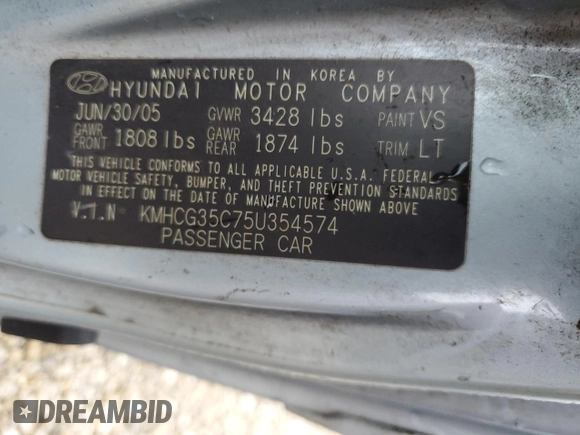 MANUFACTURED IN KOREA BY
HYUNDAI MOTOR COMPANY
JUN/30/05 GVWR 3428 lbs PAINT VS
GAWR FRONT 1808 lbs GAWR REAR 1874 lbs TRIM LT
THIS VEHICLE CONFORMS TO ALL APPLICABLE U.S.A. FEDERAL
MOTOR VEHICLE SAFETY, BUMPER, AND THEFT PREVENTION STANDARDS
IN EFFECT ON THE DATE OF MANUFACTURE SHOWN ABOVE
V.I.N KMHCG35C75U354574
PASSENGER CAR
DREAMBID